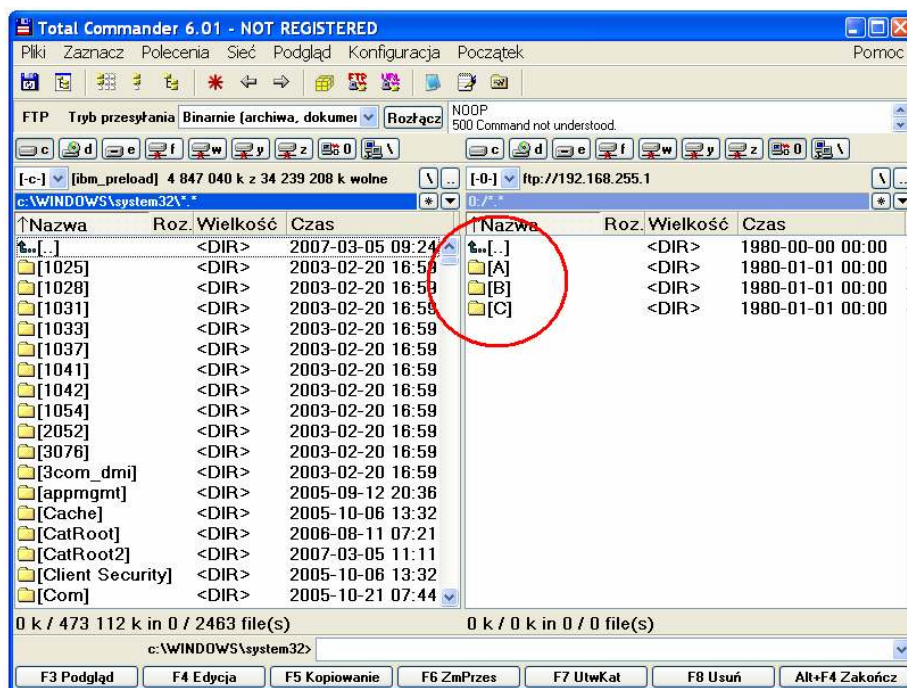 Total Commander 6.01 - NOT REGISTERED
Pliki Zaznacz Polecenia Sieć Podgląd Konfiguracja Początek Pomoc
FTP Tryb przesyłania Binarnie (archiwa, dokumei Rozłącz
NOOP
500 Command not understood.
c d e f w y z 0 \ c d e f w y z 0 \
[-c-] [ibm_preload] 4 847 040 k z 34 239 208 k wolne \ .. [-0-] ftp://192.168.255.1 \ ..
c:\WINDOWS\system32\*.* * 0:/*.* *
↑Nazwa Roz. Wielkość Czas ↑Nazwa Roz. Wielkość Czas
[..] <DIR> 2007-03-05 09:24 [..] <DIR> 1980-00-00 00:00
[1025] <DIR> 2003-02-20 16:59 [A] <DIR> 1980-01-01 00:00
[1028] <DIR> 2003-02-20 16:59 [B] <DIR> 1980-01-01 00:00
[1031] <DIR> 2003-02-20 16:59 [C] <DIR> 1980-01-01 00:00
[1033] <DIR> 2003-02-20 16:59
[1037] <DIR> 2003-02-20 16:59
[1041] <DIR> 2003-02-20 16:59
[1042] <DIR> 2003-02-20 16:59
[1054] <DIR> 2003-02-20 16:59
[2052] <DIR> 2003-02-20 16:59
[3076] <DIR> 2003-02-20 16:59
[3com_dmi] <DIR> 2003-02-20 16:59
[appmgmt] <DIR> 2005-09-12 20:36
[Cache] <DIR> 2005-10-06 13:32
[CatRoot] <DIR> 2006-08-11 07:21
[CatRoot2] <DIR> 2007-03-05 11:11
[Client Security] <DIR> 2005-10-06 13:32
[Com] <DIR> 2005-10-21 07:44
0 k / 473 112 k in 0 / 2463 file(s) 0 k / 0 k in 0 / 0 file(s)
c:\WINDOWS\system32>
F3 Podgląd F4 Edycja F5 Kopiowanie F6 ZmPrzes F7 UtwKat F8 Usuń Alt+F4 Zakończ